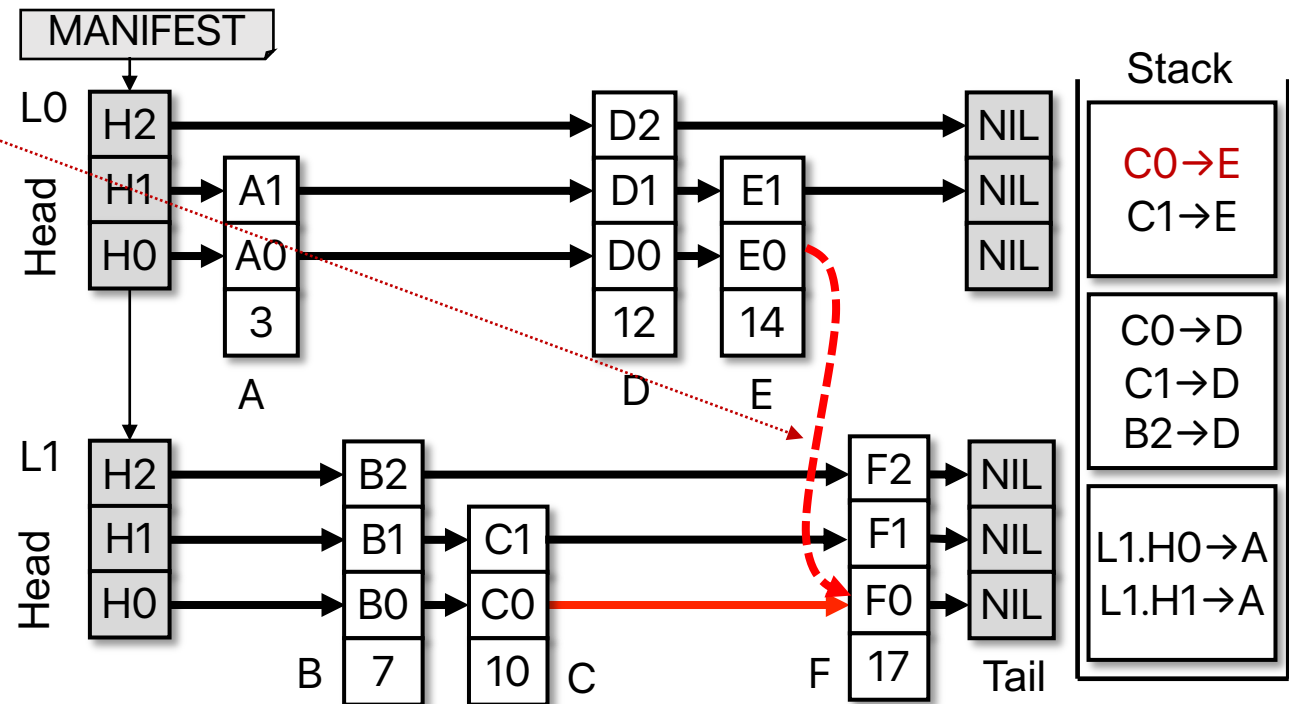 MANIFEST
Stack
L0
Head
H2
D2
NIL
H1
A1
D1
E1
NIL
H0
A0
D0
E0
NIL
3
12
14
A
D
E
L1
Head
H2
B2
F2
NIL
H1
B1
C1
F1
NIL
H0
B0
C0
F0
NIL
B
7
10
C
F
17
Tail
C0→E
C1→E
C0→D
C1→D
B2→D
L1.H0→A
L1.H1→A